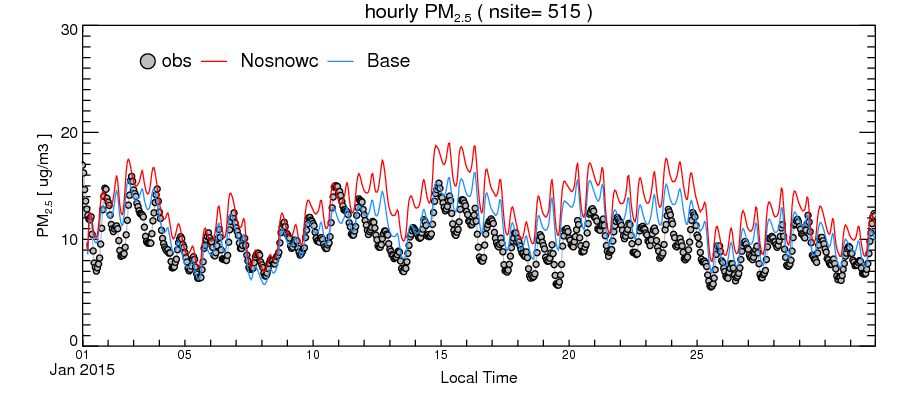 hourly PM2.5 ( nsite= 515 )
30
obs Nosnowc Base
20
PM2.5 [ ug/m3 ]
10
0
01 05 10 15 20 25
Jan 2015
Local Time